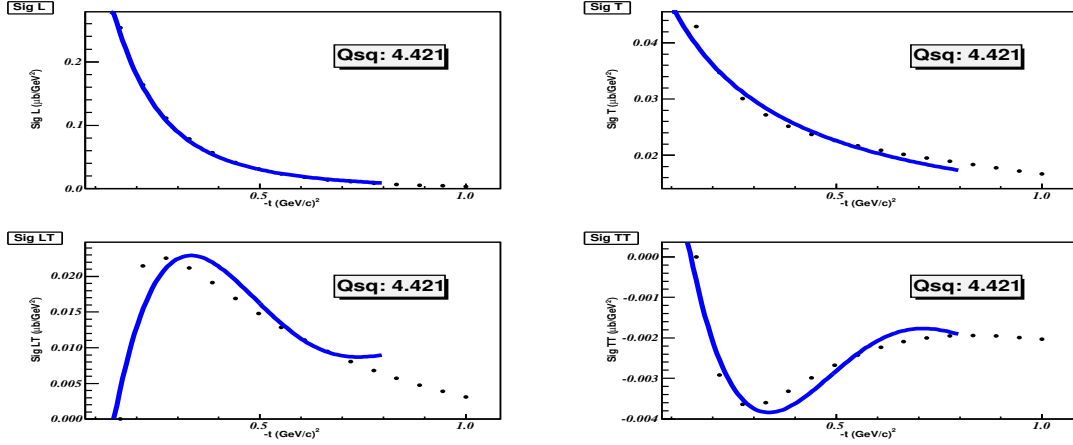 Sig L
Qsq: 4.421
Sig L (μb/GeV²)
0.2
0.1
0.0
0.5
1.0
-t (GeV/c)²
Sig T
Qsq: 4.421
Sig T (μb/GeV²)
0.04
0.03
0.02
0.5
1.0
-t (GeV/c)²
Sig LT
Qsq: 4.421
Sig LT (μb/GeV²)
0.020
0.015
0.010
0.005
0.000
0.5
1.0
-t (GeV/c)²
Sig TT
Qsq: 4.421
Sig TT (μb/GeV²)
0.000
-0.001
-0.002
-0.003
-0.004
0.5
1.0
-t (GeV/c)²